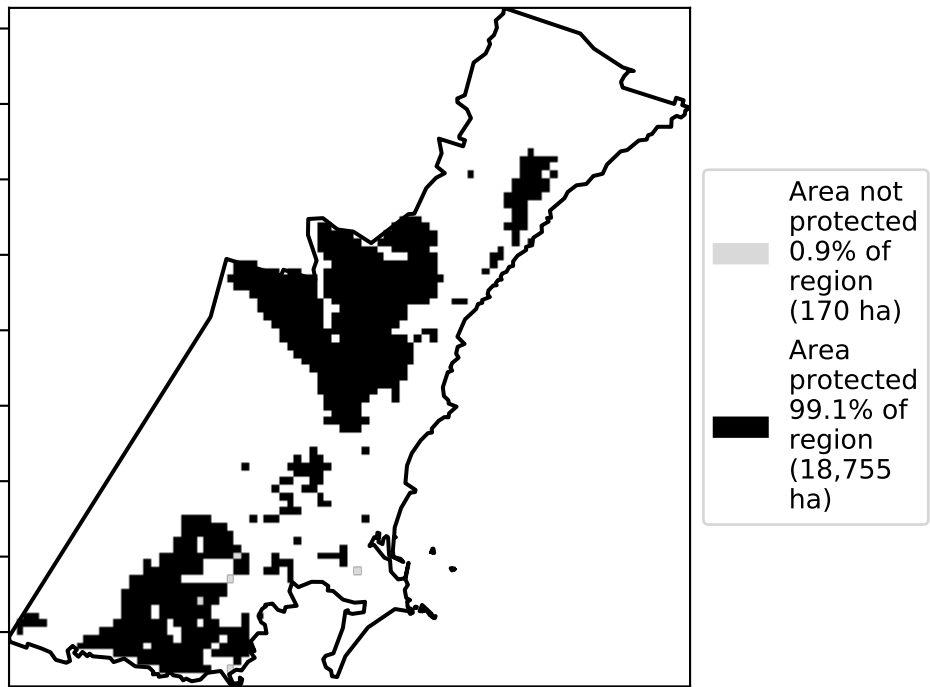 Area not
protected
0.9% of
region
(170 ha)
Area
protected
99.1% of
region
(18,755
ha)